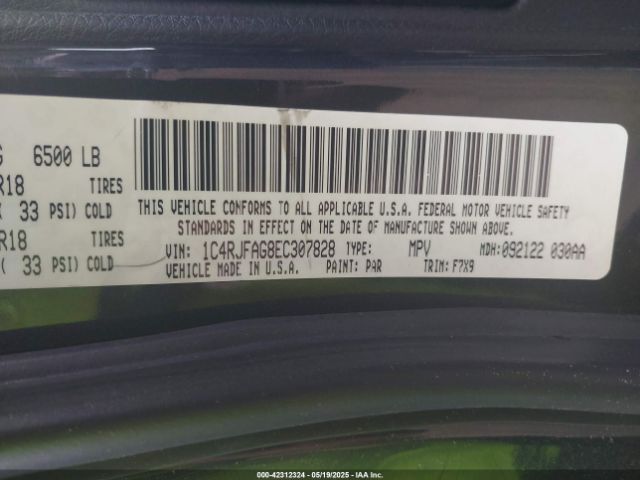 6500 LB
R18 TIRES
33 PSI) COLD
R18 TIRES
( 33 PSI) COLD
THIS VEHICLE CONFORMS TO ALL APPLICABLE U.S.A. FEDERAL MOTOR VEHICLE SAFETY
STANDARDS IN EFFECT ON THE DATE OF MANUFACTURE SHOWN ABOVE.
VIN: 1C4RJFAG8EC307828 TYPE: MPV MDH: 092122 030AA
VEHICLE MADE IN U.S.A. PAINT: PAR TRIM: F7X9
000-42312324 | 05/19/2025 | IAA Inc.